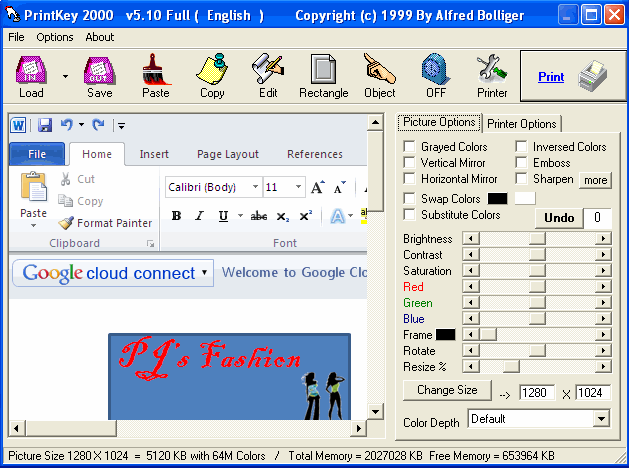 PrintKey 2000 v5.10 Full ( English ) Copyright (c) 1999 By Alfred Bolliger
File Options About
IN OUT
Load Save Paste Copy Edit Rectangle Object OFF Printer Print
W
File Home Insert Page Layout References
Paste
Cut
Copy
Format Painter
Calibri (Body) 11 A A A
B I U abc x₂ x² A ab
Clipboard Font
Google cloud connect Welcome to Google Clo
PJ's Fashion
Picture Options Printer Options
Grayed Colors Inversed Colors
Vertical Mirror Emboss
Horizontal Mirror Sharpen more
Swap Colors
Substitute Colors Undo 0
Brightness
Contrast
Saturation
Red
Green
Blue
Frame
Rotate
Resize %
Change Size --> 1280 X 1024
Color Depth Default
Picture Size 1280 X 1024 = 5120 KB with 64M Colors / Total Memory = 2027028 KB Free Memory = 653964 KB